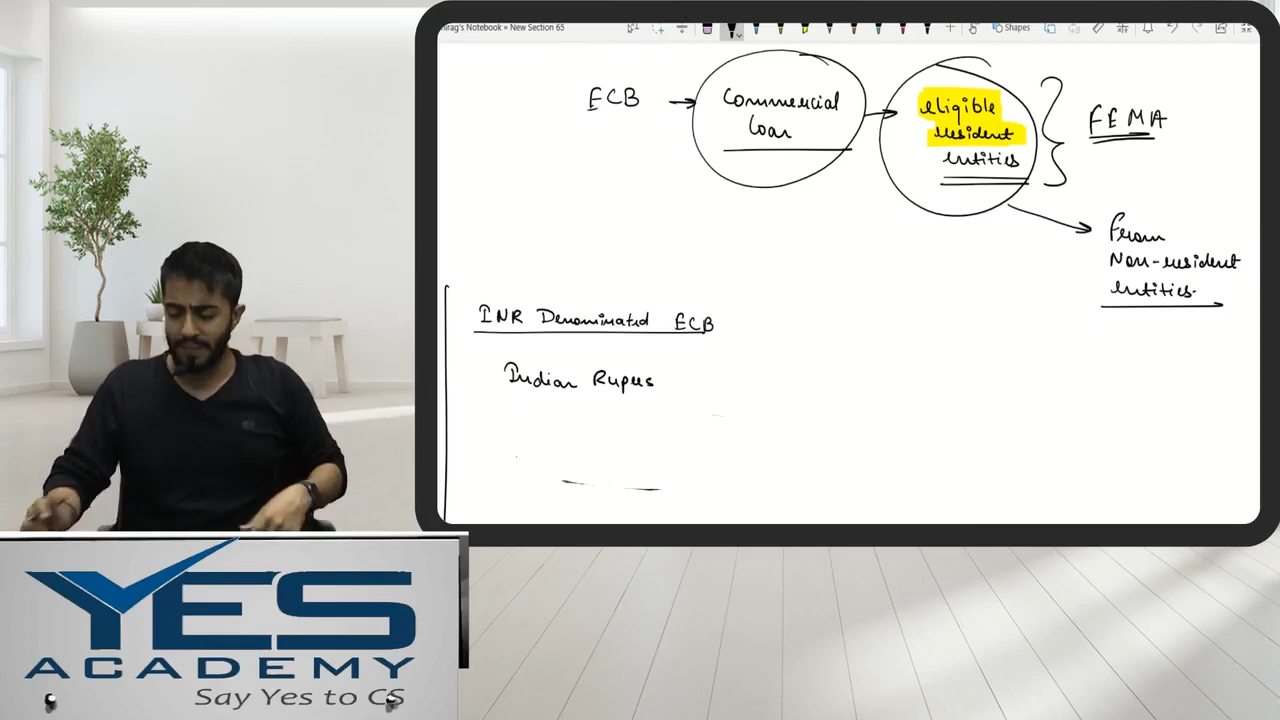 irag's Notebook » New Section 65
Shapes
ECB
Commercial
loan
eligible
resident
entities
FEMA
From
Non-resident
entities.
INR Denominated ECB
Indian Rupees
YES
ACADEMY
Say Yes to CS